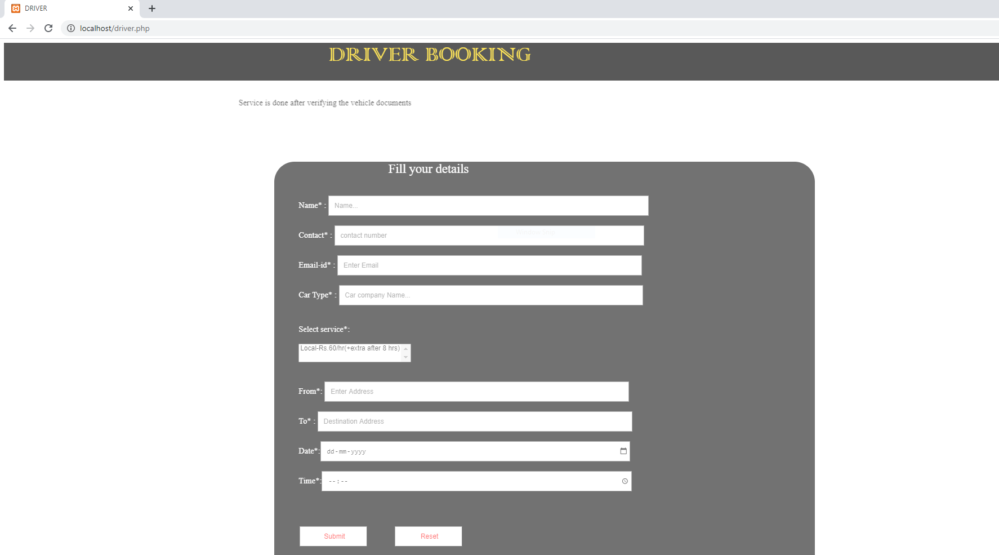 DRIVER
localhost/driver.php
DRIVER BOOKING
Service is done after verifying the vehicle documents
Fill your details
Name* : Name...
Contact* : contact number
Window Snip
Email-id* : Enter Email
Car Type* : Car company Name...
Select service*:
Local-Rs.60/hr(+extra after 8 hrs)
From*: Enter Address
To* : Destination Address
Date*: dd-mm-yyyy
Time*: --:--
Submit Reset